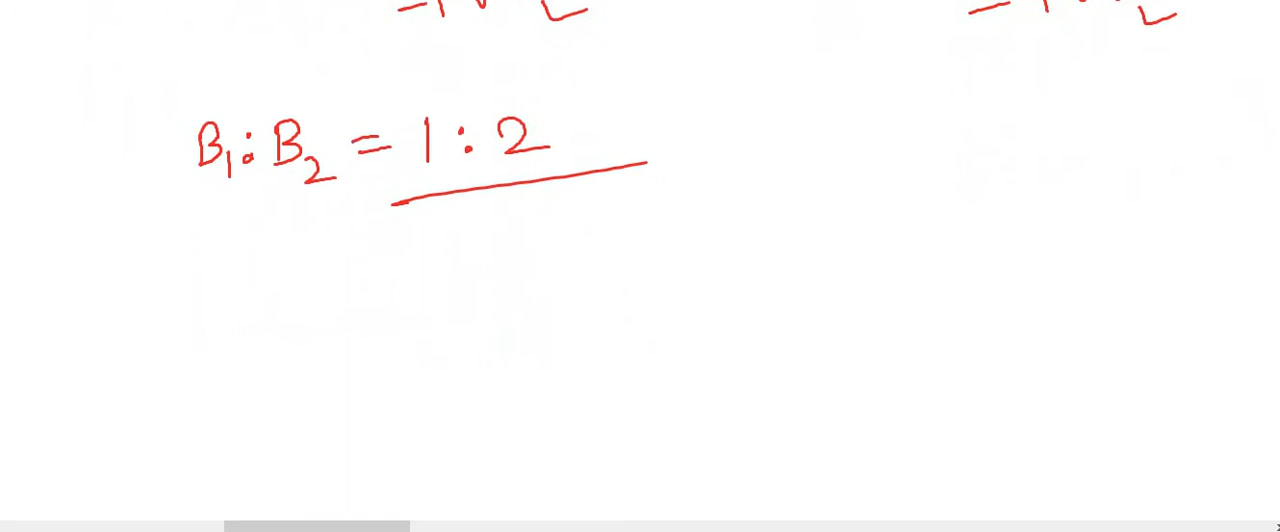 B₁:B₂ = 1 : 2